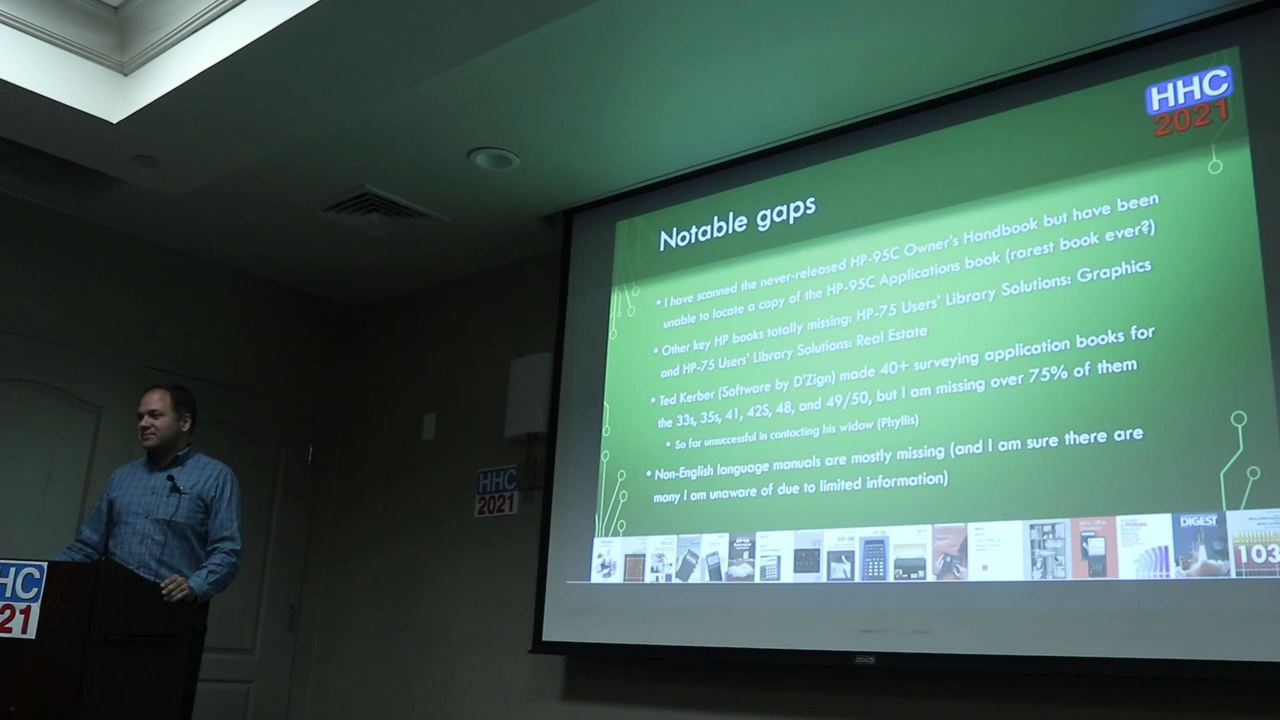 HHC
2021
Notable gaps
• I have scanned the never-released HP-95C Owner's Handbook but have been
unable to locate a copy of the HP-95C Applications book (rarest book ever?)
• Other key HP books totally missing: HP-75 Users' Library Solutions: Graphics
and HP-75 Users' Library Solutions: Real Estate
• Ted Kerber (Software by D'Zign) made 40+ surveying application books for
the 33s, 35s, 41, 42S, 48, and 49/50, but I am missing over 75% of them
• So far unsuccessful in contacting his widow (Phyllis)
• Non-English language manuals are mostly missing (and I am sure there are
many I am unaware of due to limited information)
DIGEST
103
HHC
2021
HC
21